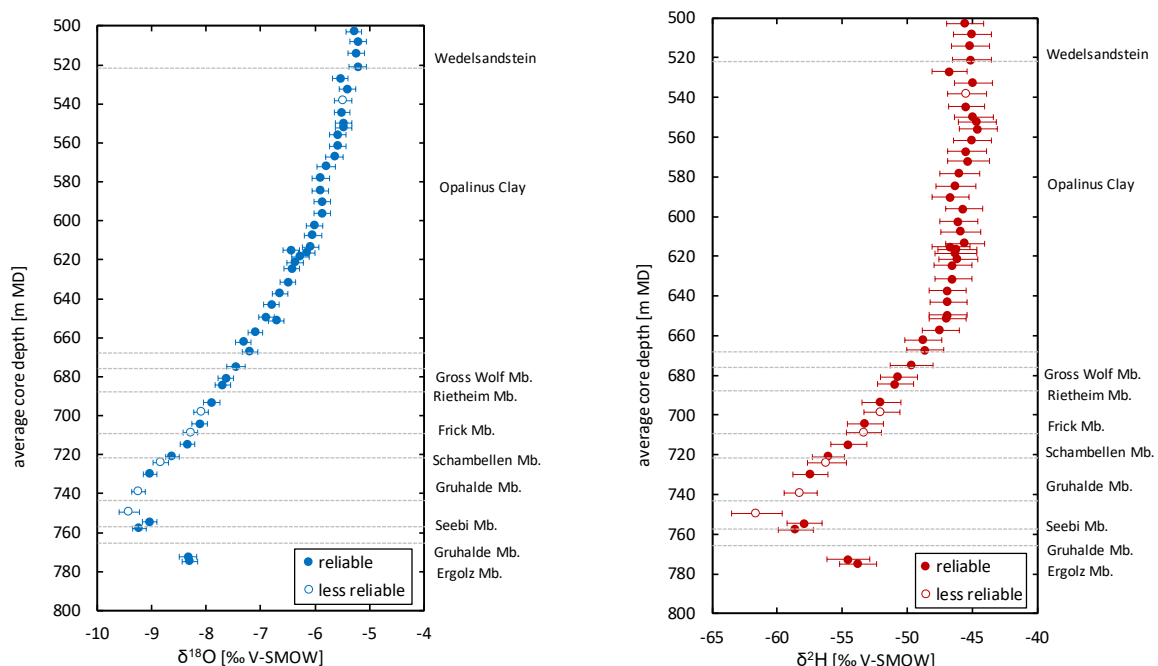 average core depth [m MD]
500
520
540
560
580
600
620
640
660
680
700
720
740
760
780
800
Wedelsandstein
Opalinus Clay
Gross Wolf Mb.
Rietheim Mb.
Frick Mb.
Schambellen Mb.
Gruhalde Mb.
Seebi Mb.
Gruhalde Mb.
Ergolz Mb.
reliable
less reliable
-10 -9 -8 -7 -6 -5 -4
δ¹⁸O [‰ V-SMOW]
average core depth [m MD]
500
520
540
560
580
600
620
640
660
680
700
720
740
760
780
800
Wedelsandstein
Opalinus Clay
Gross Wolf Mb.
Rietheim Mb.
Frick Mb.
Schambellen Mb.
Gruhalde Mb.
Seebi Mb.
Gruhalde Mb.
Ergolz Mb.
reliable
less reliable
-65 -60 -55 -50 -45 -40
δ²H [‰ V-SMOW]